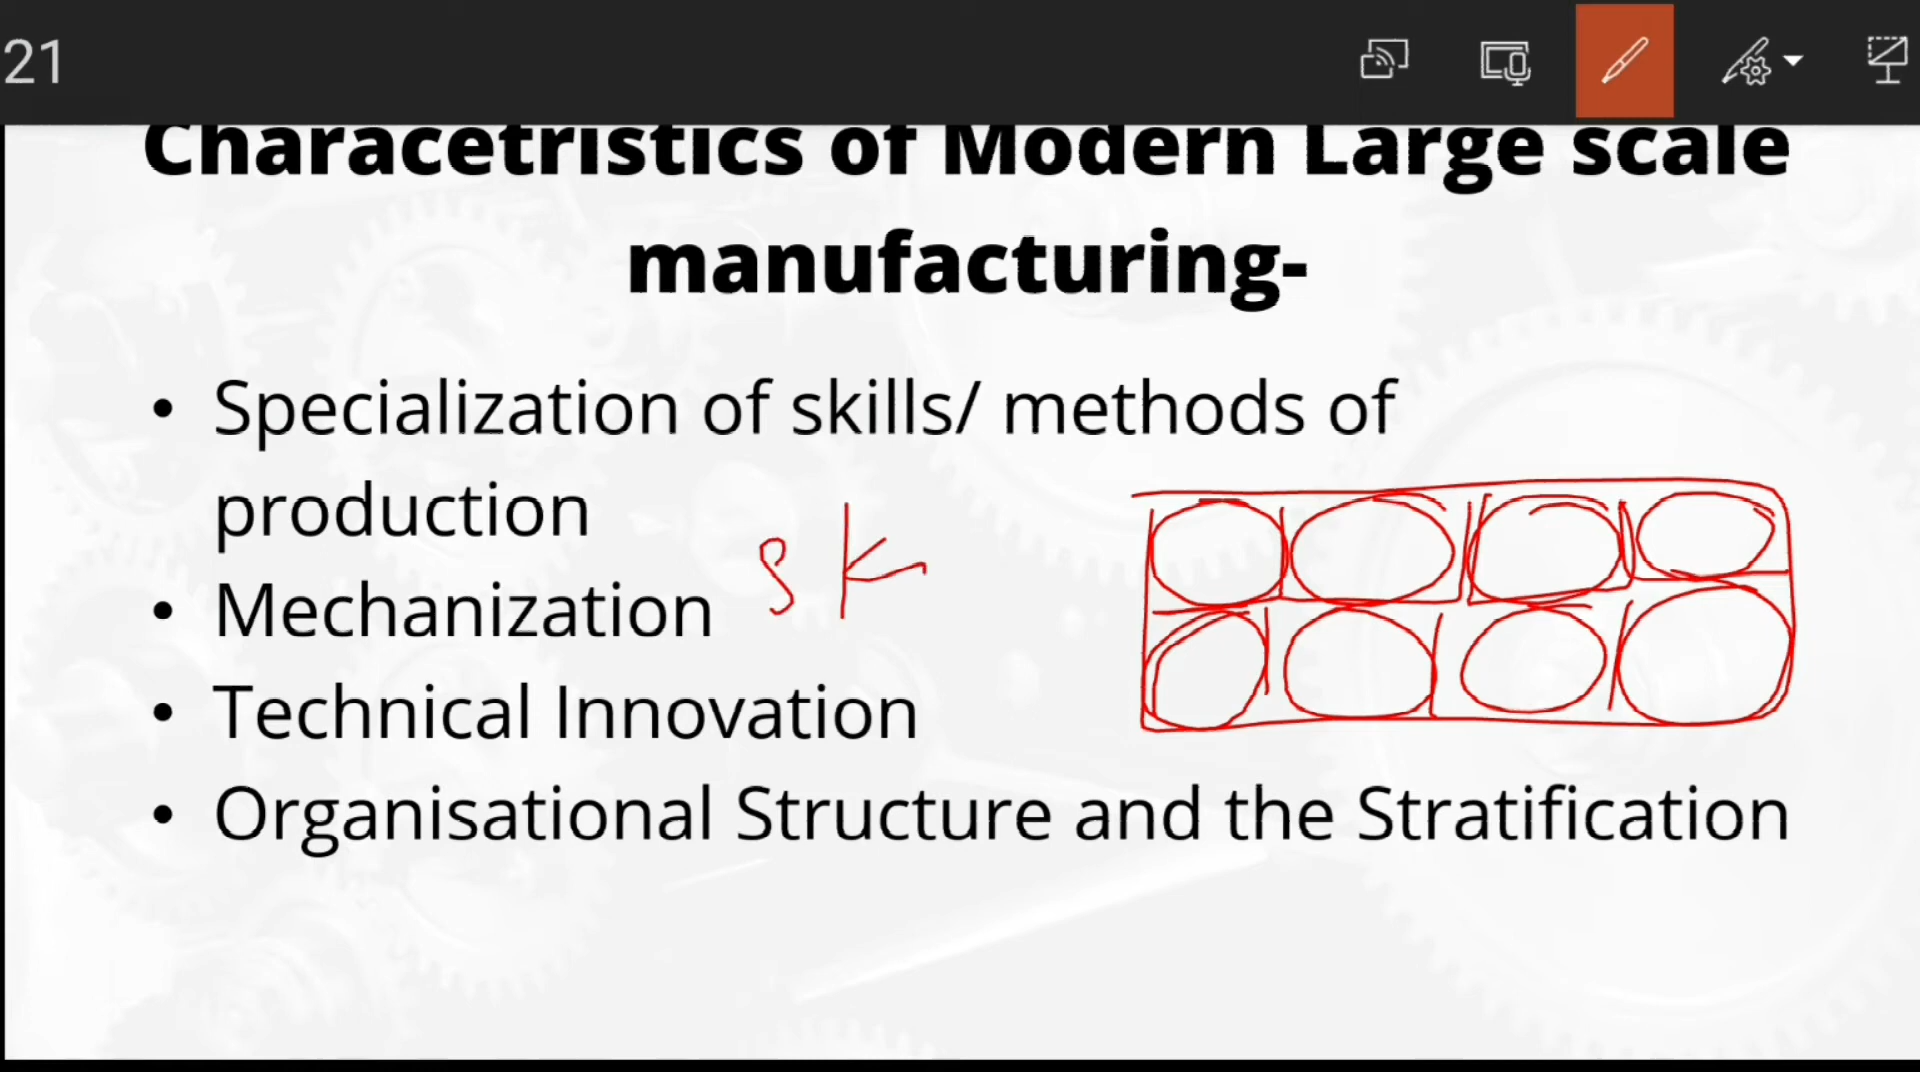 21
Characetristics of Modern Large scale
manufacturing-
• Specialization of skills/ methods of
production
S K
• Mechanization
• Technical Innovation
• Organisational Structure and the Stratification